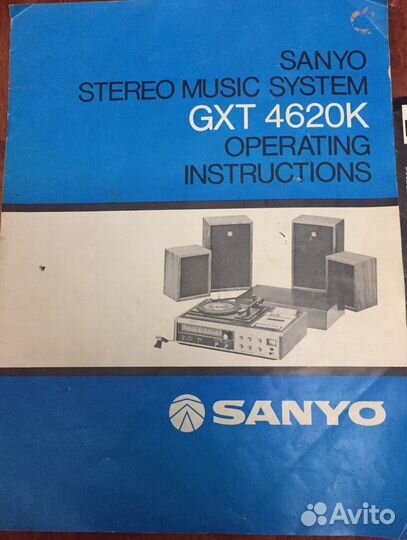 SANYO
STEREO MUSIC SYSTEM
GXT 4620K
OPERATING
INSTRUCTIONS
SANYO
Avito